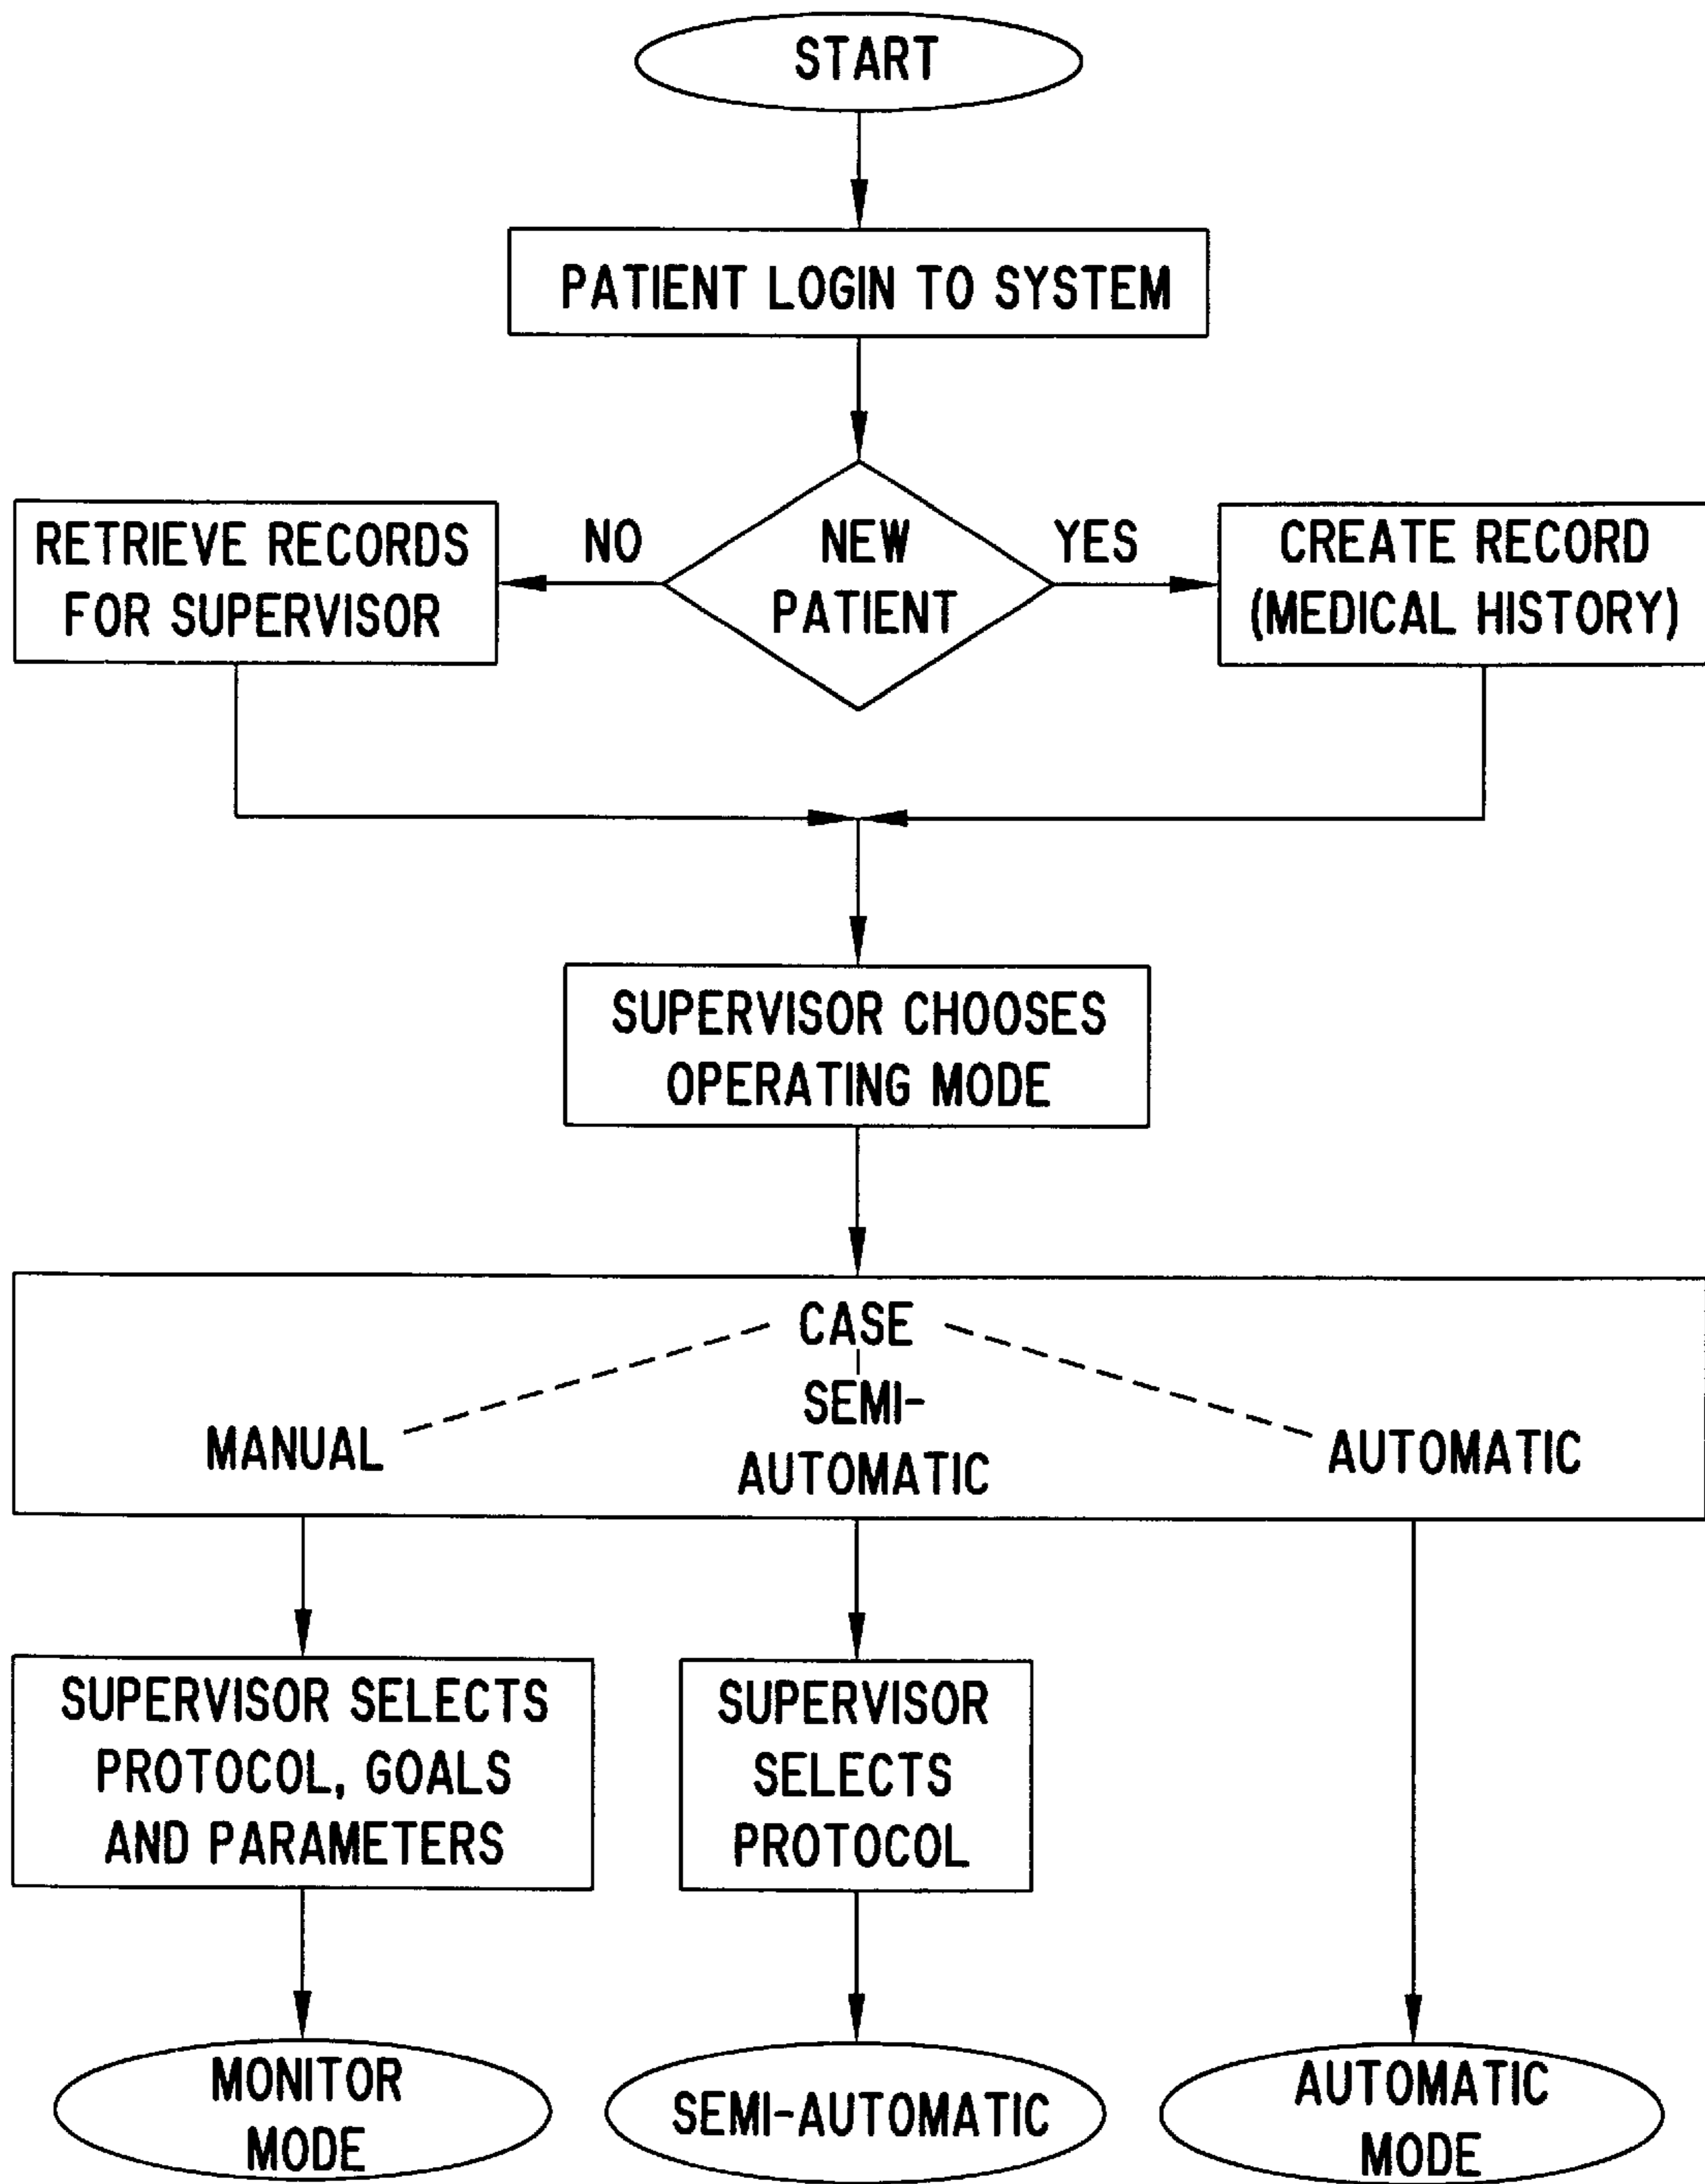 START
PATIENT LOGIN TO SYSTEM
RETRIEVE RECORDS
FOR SUPERVISOR
NO
NEW
PATIENT
YES
CREATE RECORD
(MEDICAL HISTORY)
SUPERVISOR CHOOSES
OPERATING MODE
CASE
MANUAL
SEMI-
AUTOMATIC
AUTOMATIC
SUPERVISOR SELECTS
PROTOCOL, GOALS
AND PARAMETERS
SUPERVISOR
SELECTS
PROTOCOL
MONITOR
MODE
SEMI-AUTOMATIC
AUTOMATIC
MODE